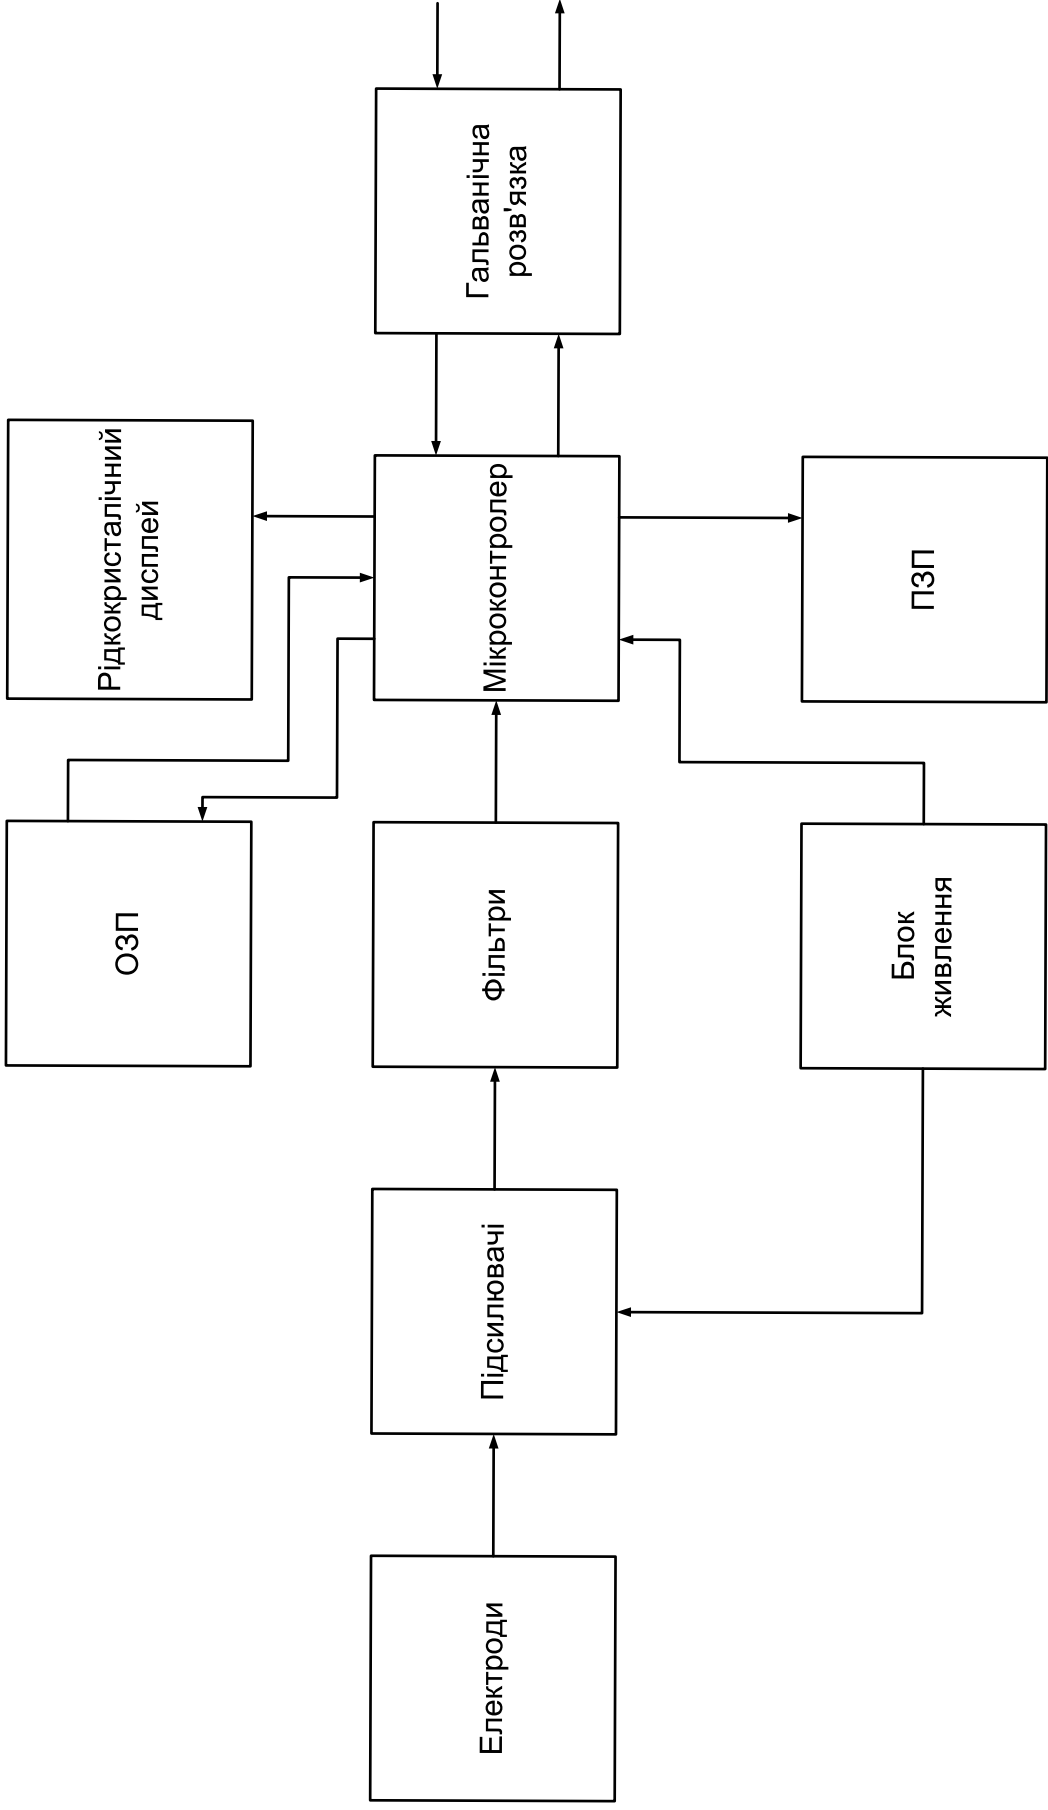 ОЗП
Рідкокристалічний
дисплей
Електроди
Підсилювачі
Фільтри
Мікроконтролер
Гальванічна
розв'язка
Блок
живлення
ПЗП